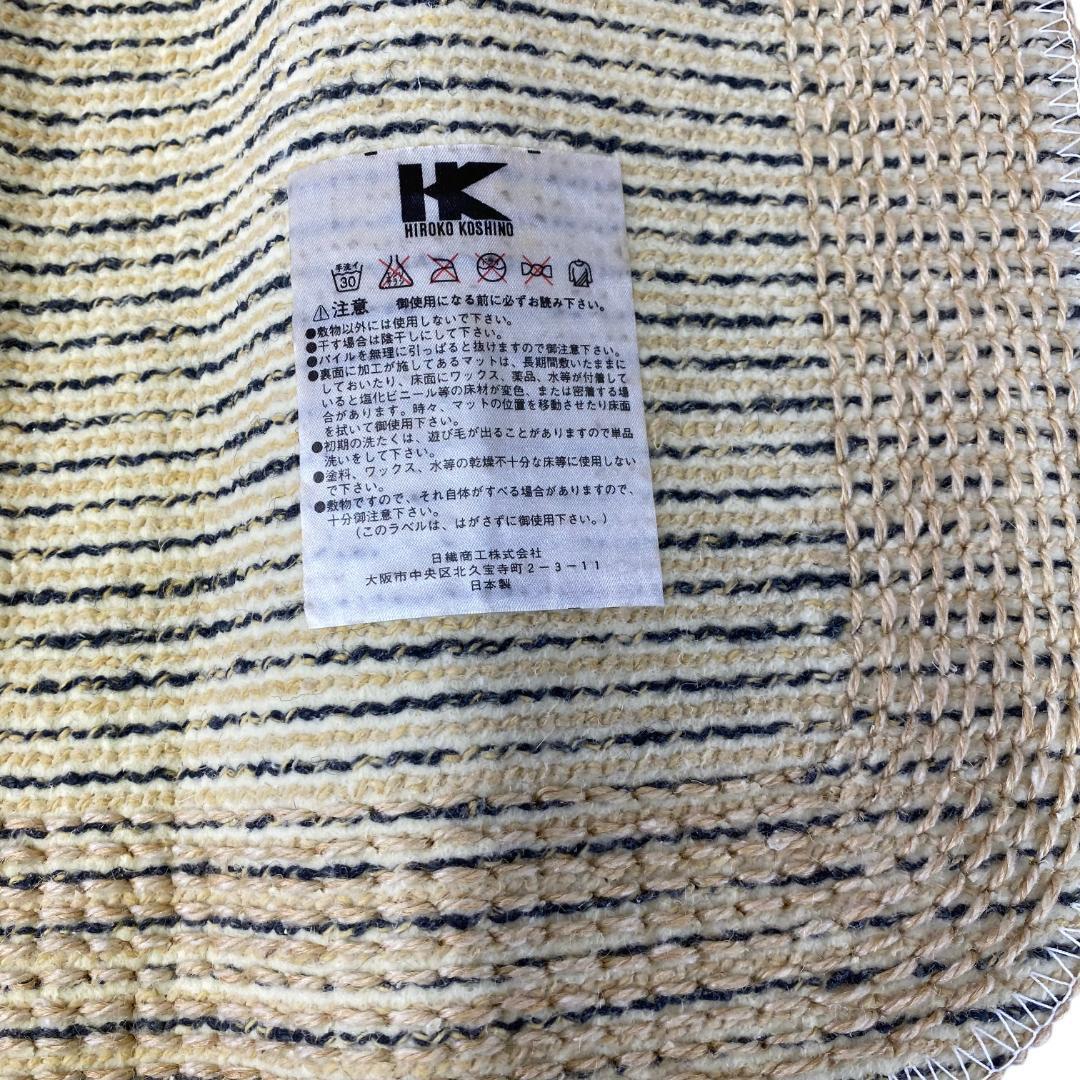 HK
HIROKO KOSHINO
手洗イ
30
⚠注意 御使用になる前に必ずお読み下さい。
●敷物以外には使用しないで下さい。
●干す場合は陰干しにして下さい。
●パイルを無理に引っぱると抜けますので御注意下さい。
●裏面に加工が施してあるマットは、長期間敷いたままに
しておいたり、床面にワックス、薬品、水等が付着して
いると塩化ビニール等の床材が変色、または密着する場
合があります。時々、マットの位置を移動させたり床面
を拭いて御使用下さい。
●初期の洗たくは、遊び毛が出ることがありますので単品
洗いをして下さい。
●塗料、ワックス、水等の乾燥不十分な床等に使用しない
で下さい。
●敷物ですので、それ自体がすべる場合がありますので、
十分御注意下さい。
(このラベルは、はがさずに御使用下さい。)
日繊商工株式会社
大阪市中央区北久宝寺町2-3-11
日本製